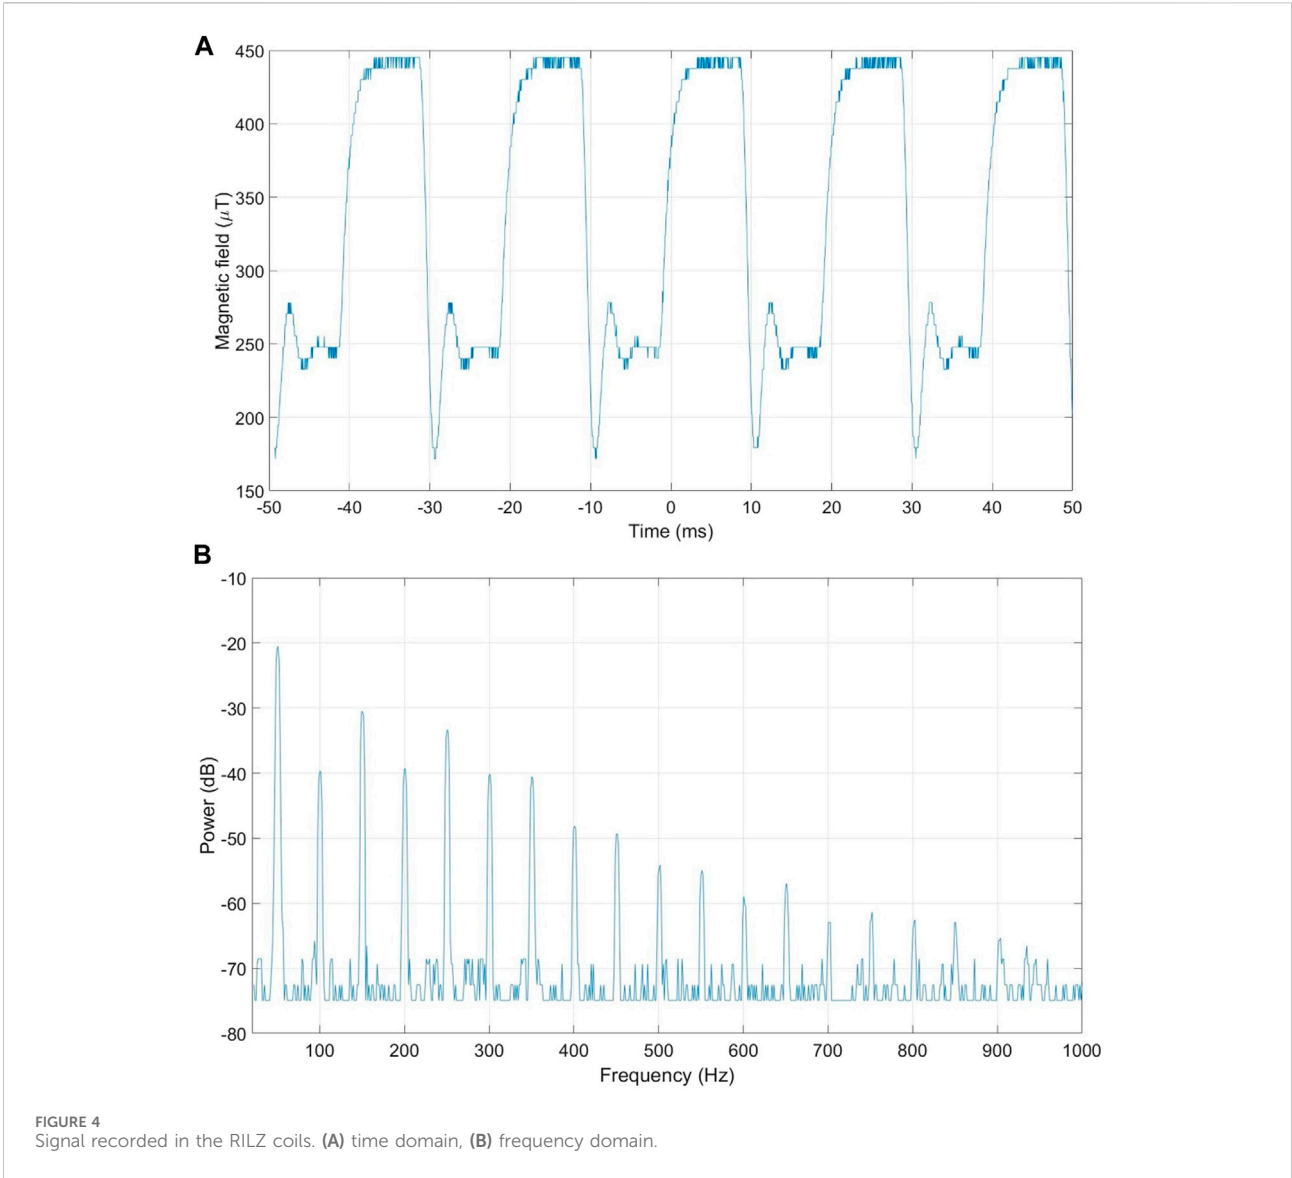 A
450
400
350
300
250
200
150
Magnetic field (μT)
-50 -40 -30 -20 -10 0 10 20 30 40 50
Time (ms)
B
-10
-20
-30
-40
-50
-60
-70
-80
Power (dB)
100 200 300 400 500 600 700 800 900 1000
Frequency (Hz)
FIGURE 4
Signal recorded in the RILZ coils. (A) time domain, (B) frequency domain.